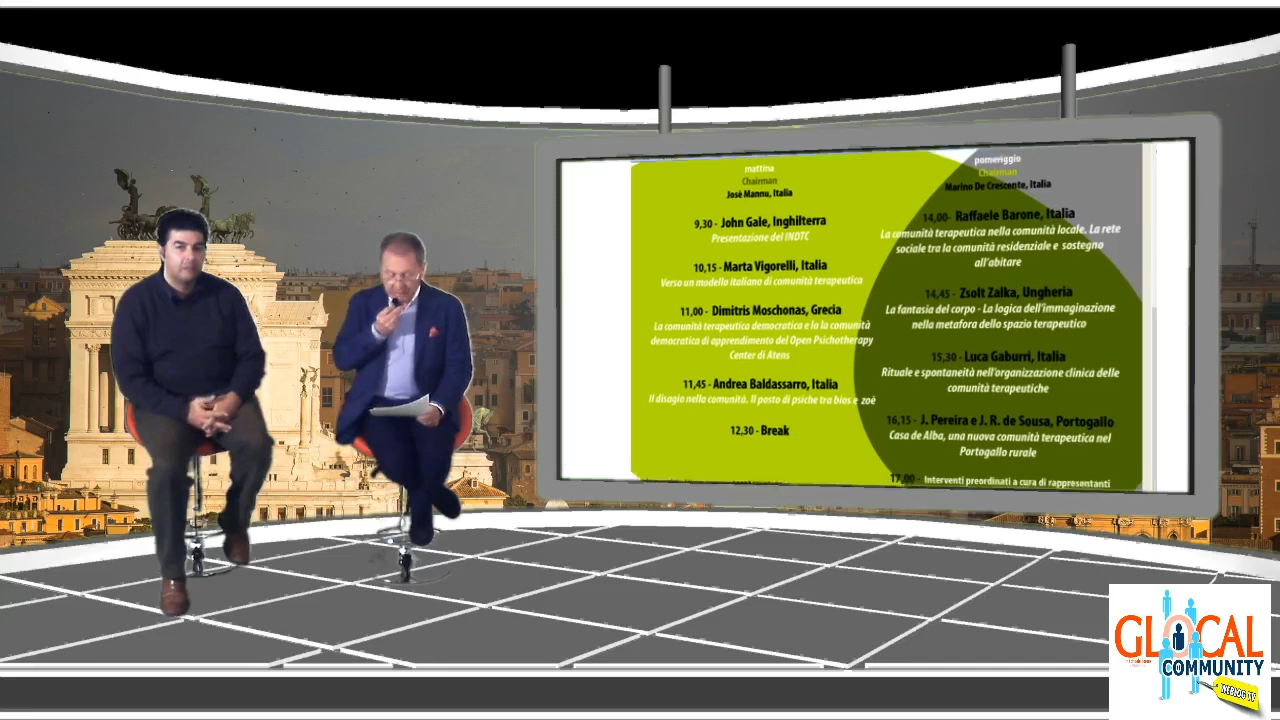 mattina
Chairman
Josè Mannu, Italia
9,30 - John Gale, Inghilterra
Presentazione del INDTC
10,15 - Marta Vigorelli, Italia
Verso un modello italiano di comunità terapeutica
11,00 - Dimitris Moschonas, Grecia
La comunità terapeutica democratica e la la comunità
democratica di apprendimento del Open Psichotherapy
Center di Atens
11,45 - Andrea Baldassarro, Italia
Il disagio nella comunità. Il posto di psiche tra bios e zoè
12,30 - Break
pomeriggio
Chairman
Marino De Crescente, Italia
14,00- Raffaele Barone, Italia
La comunità terapeutica nella comunità locale. La rete
sociale tra la comunità residenziale e sostegno
all'abitare
14,45 - Zsolt Zalka, Ungheria
La fantasia del corpo - La logica dell'immaginazione
nella metafora dello spazio terapeutico
15,30 - Luca Gaburri, Italia
Rituale e spontaneità nell'organizzazione clinica delle
comunità terapeutiche
16,15 - J. Pereira e J. R. de Sousa, Portogallo
Casa de Alba, una nuova comunità terapeutica nel
Portogallo rurale
17,00 - Interventi preordinati a cura di rappresentanti
GLOCAL
COMMUNITY
WEBLOG TV